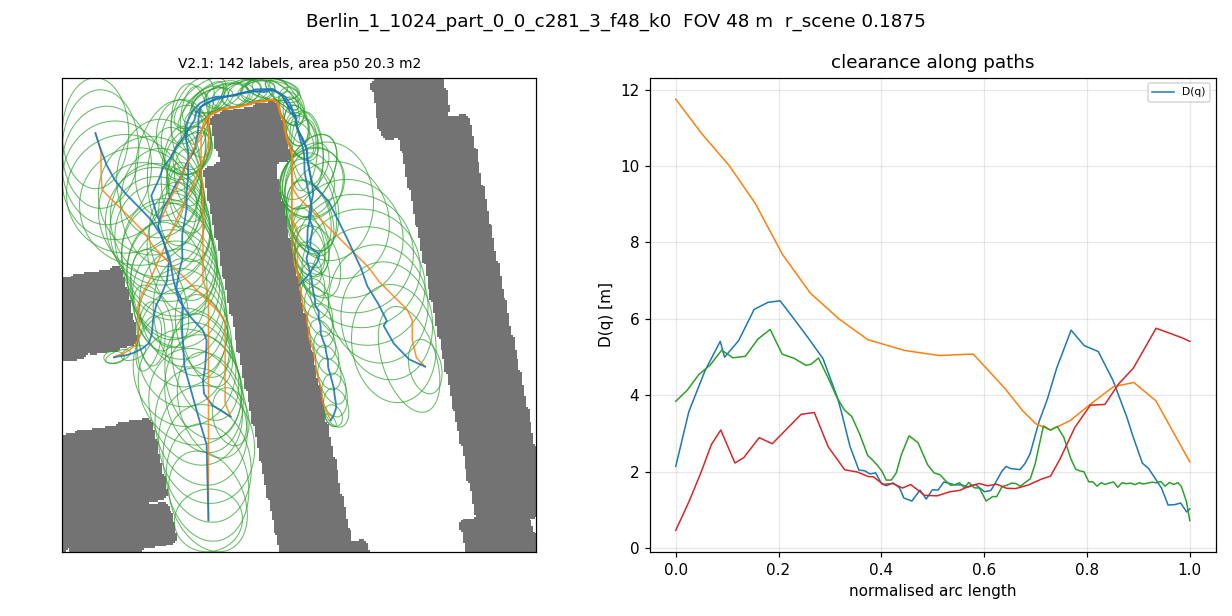 Berlin_1_1024_part_0_0_c281_3_f48_k0  FOV 48 m  r_scene 0.1875
V2.1: 142 labels, area p50 20.3 m2
clearance along paths
D(q)
12
10
8
6
4
2
0
D(q) [m]
0.0 0.2 0.4 0.6 0.8 1.0
normalised arc length